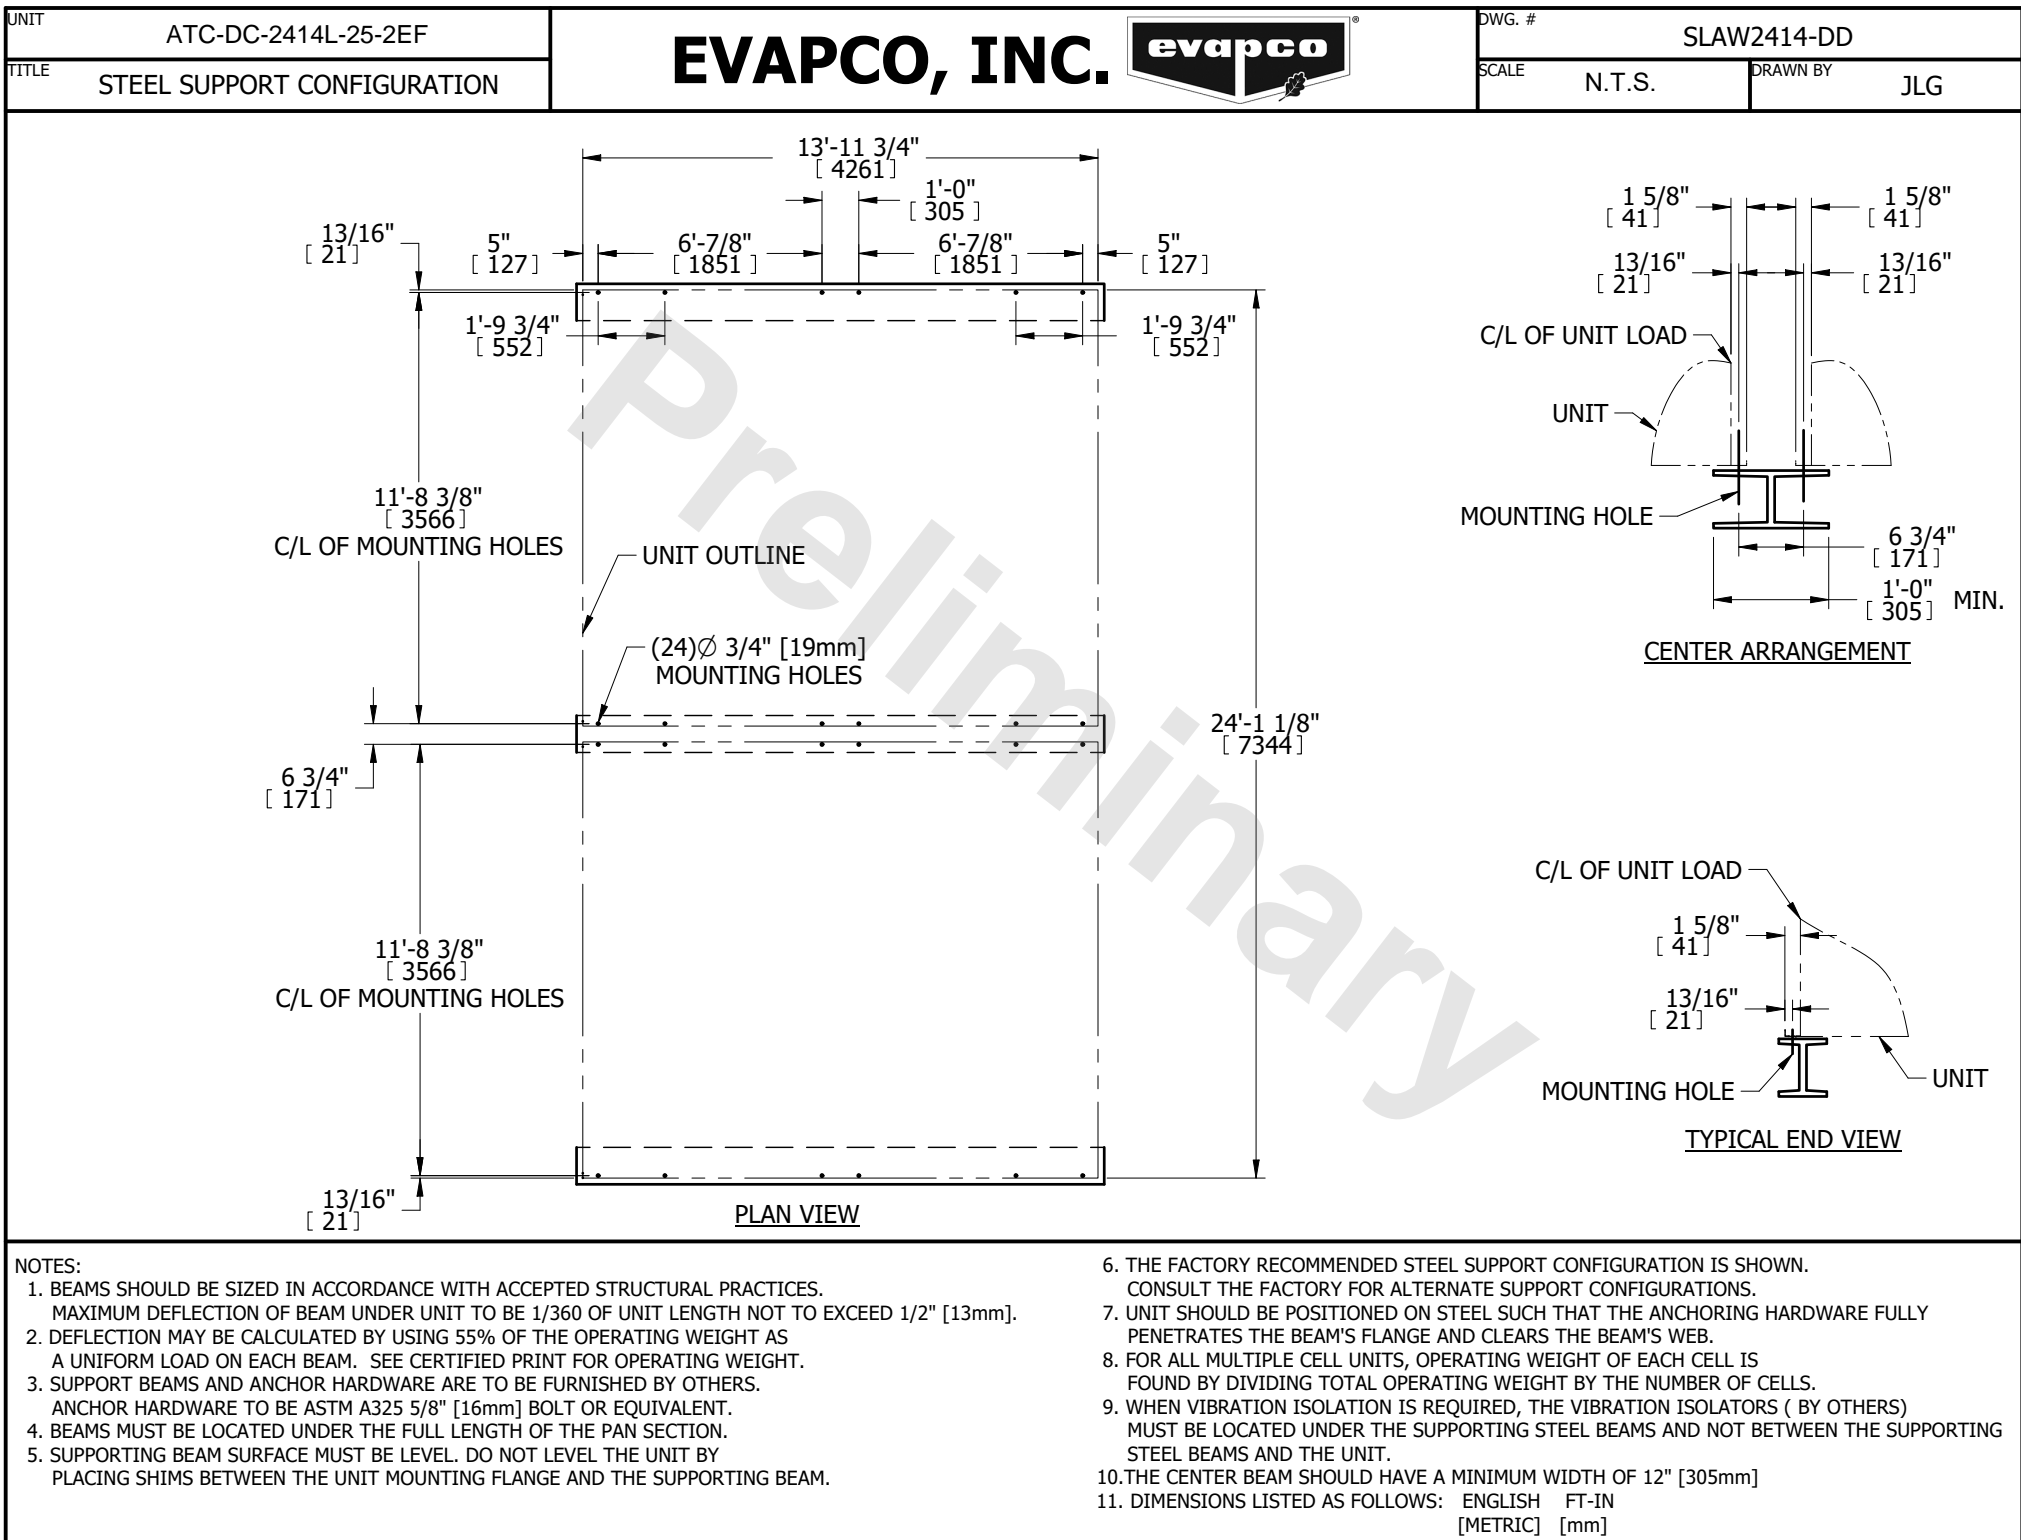 UNIT
ATC-DC-2414L-25-2EF
TITLE
STEEL SUPPORT CONFIGURATION
EVAPCO, INC.
evapco
®
DWG. #
SLAW2414-DD
SCALE
N.T.S.
DRAWN BY
JLG
13'-11 3/4"
[ 4261]
1'-0"
[ 305 ]
13/16"
[ 21]
5"
[ 127]
6'-7/8"
[ 1851 ]
6'-7/8"
[ 1851 ]
5"
[ 127]
1'-9 3/4"
[ 552]
1'-9 3/4"
[ 552]
11'-8 3/8"
[ 3566]
C/L OF MOUNTING HOLES
UNIT OUTLINE
(24)∅ 3/4" [19mm]
MOUNTING HOLES
6 3/4"
[ 171]
24'-1 1/8"
[ 7344]
11'-8 3/8"
[ 3566]
C/L OF MOUNTING HOLES
13/16"
[ 21]
PLAN VIEW
Preliminary
1 5/8"
[ 41]
1 5/8"
[ 41]
13/16"
[ 21]
13/16"
[ 21]
C/L OF UNIT LOAD
UNIT
MOUNTING HOLE
6 3/4"
[ 171]
1'-0"
[ 305] MIN.
CENTER ARRANGEMENT
C/L OF UNIT LOAD
1 5/8"
[ 41]
13/16"
[ 21]
MOUNTING HOLE
UNIT
TYPICAL END VIEW
NOTES:
1. BEAMS SHOULD BE SIZED IN ACCORDANCE WITH ACCEPTED STRUCTURAL PRACTICES.
MAXIMUM DEFLECTION OF BEAM UNDER UNIT TO BE 1/360 OF UNIT LENGTH NOT TO EXCEED 1/2" [13mm].
2. DEFLECTION MAY BE CALCULATED BY USING 55% OF THE OPERATING WEIGHT AS
A UNIFORM LOAD ON EACH BEAM. SEE CERTIFIED PRINT FOR OPERATING WEIGHT.
3. SUPPORT BEAMS AND ANCHOR HARDWARE ARE TO BE FURNISHED BY OTHERS.
ANCHOR HARDWARE TO BE ASTM A325 5/8" [16mm] BOLT OR EQUIVALENT.
4. BEAMS MUST BE LOCATED UNDER THE FULL LENGTH OF THE PAN SECTION.
5. SUPPORTING BEAM SURFACE MUST BE LEVEL. DO NOT LEVEL THE UNIT BY
PLACING SHIMS BETWEEN THE UNIT MOUNTING FLANGE AND THE SUPPORTING BEAM.
6. THE FACTORY RECOMMENDED STEEL SUPPORT CONFIGURATION IS SHOWN.
CONSULT THE FACTORY FOR ALTERNATE SUPPORT CONFIGURATIONS.
7. UNIT SHOULD BE POSITIONED ON STEEL SUCH THAT THE ANCHORING HARDWARE FULLY
PENETRATES THE BEAM'S FLANGE AND CLEARS THE BEAM'S WEB.
8. FOR ALL MULTIPLE CELL UNITS, OPERATING WEIGHT OF EACH CELL IS
FOUND BY DIVIDING TOTAL OPERATING WEIGHT BY THE NUMBER OF CELLS.
9. WHEN VIBRATION ISOLATION IS REQUIRED, THE VIBRATION ISOLATORS ( BY OTHERS)
MUST BE LOCATED UNDER THE SUPPORTING STEEL BEAMS AND NOT BETWEEN THE SUPPORTING
STEEL BEAMS AND THE UNIT.
10.THE CENTER BEAM SHOULD HAVE A MINIMUM WIDTH OF 12" [305mm]
11. DIMENSIONS LISTED AS FOLLOWS: ENGLISH FT-IN
[METRIC] [mm]